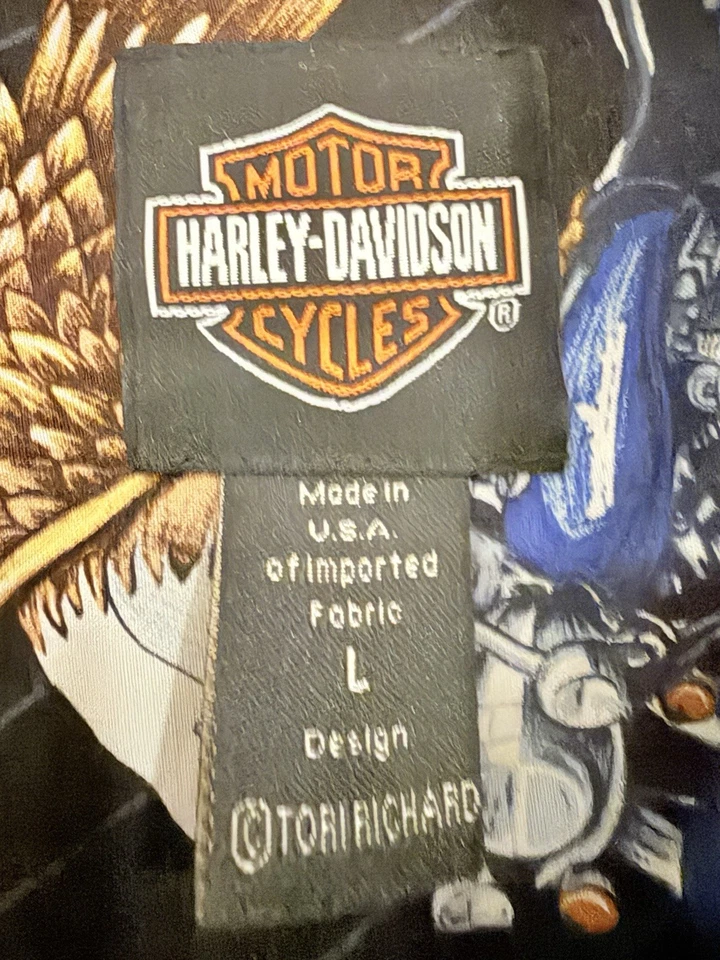 MOTOR
HARLEY-DAVIDSON
CYCLES
®
Made in
U.S.A.
of imported
Fabric
L
Design
©TORI RICHARD